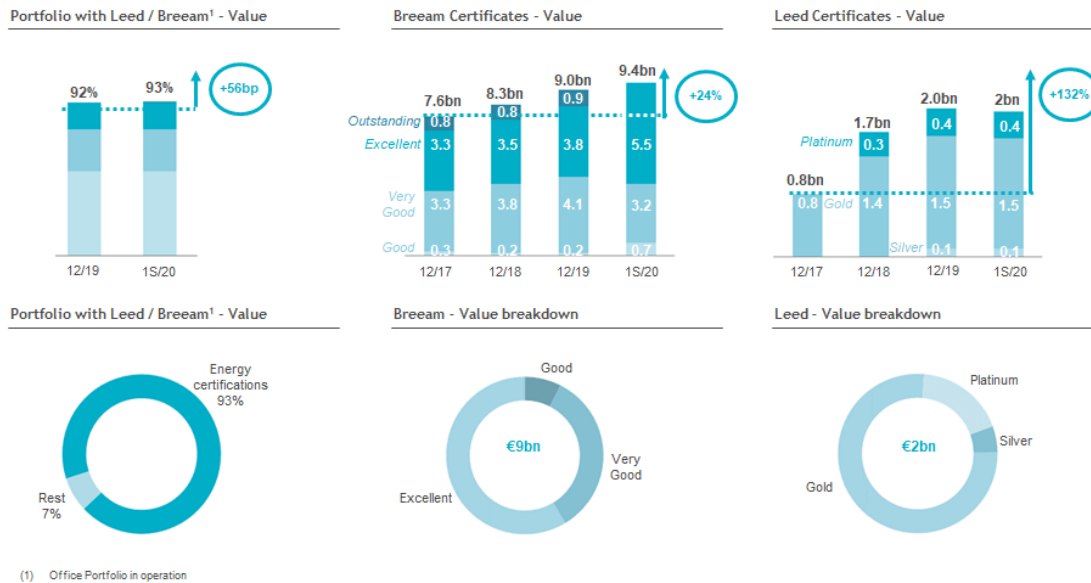 Portfolio with Leed / Breeam¹ - Value
92%
93%
+56bp
12/19
1S/20
Breeam Certificates - Value
7.6bn
8.3bn
9.0bn
9.4bn
+24%
Outstanding
0.8
0.8
0.9
Excellent
3.3
3.5
3.8
5.5
Very
Good
3.3
3.8
4.1
3.2
Good
0.3
0.2
0.2
0.7
12/17
12/18
12/19
1S/20
Leed Certificates - Value
0.8bn
1.7bn
2.0bn
2bn
+132%
Platinum
0.3
0.4
0.4
0.8
Gold
1.4
1.5
1.5
Silver
0.1
0.1
12/17
12/18
12/19
1S/20
Portfolio with Leed / Breeam¹ - Value
Energy
certifications
93%
Rest
7%
Breeam - Value breakdown
Good
€9bn
Very
Good
Excellent
Leed - Value breakdown
Platinum
€2bn
Silver
Gold
(1) Office Portfolio in operation